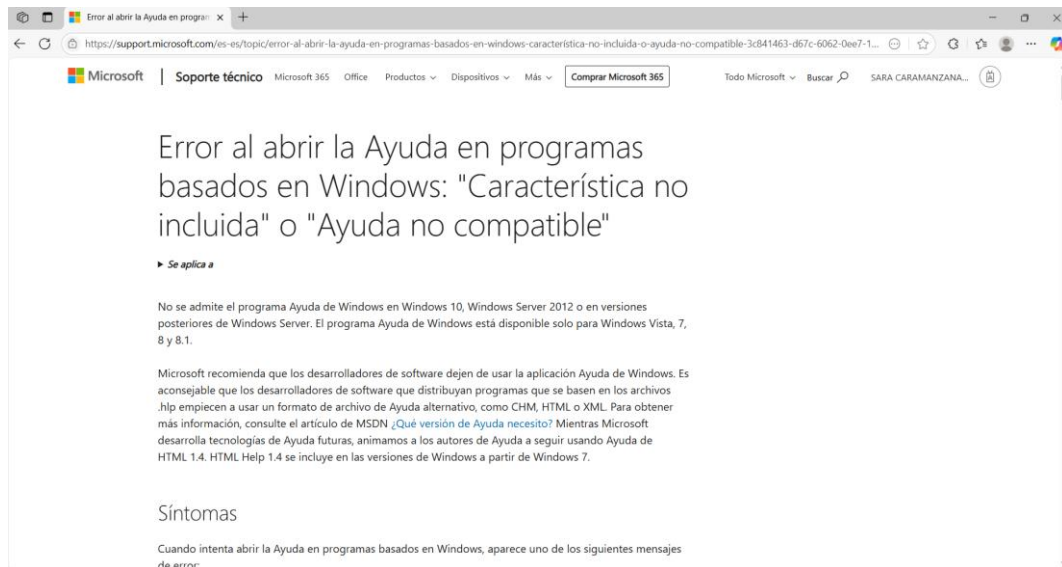 Error al abrir la Ayuda en progran
https://support.microsoft.com/es-es/topic/error-al-abrir-la-ayuda-en-programas-basados-en-windows-característica-no-incluida-o-ayuda-no-compatible-3c841463-d67c-6062-0ee7-1...
Microsoft | Soporte técnico Microsoft 365 Office Productos Dispositivos Más Comprar Microsoft 365 Todo Microsoft Buscar SARA CARAMANZANA...
Error al abrir la Ayuda en programas
basados en Windows: "Característica no
incluida" o "Ayuda no compatible"
Se aplica a
No se admite el programa Ayuda de Windows en Windows 10, Windows Server 2012 o en versiones
posteriores de Windows Server. El programa Ayuda de Windows está disponible solo para Windows Vista, 7,
8 y 8.1.
Microsoft recomienda que los desarrolladores de software dejen de usar la aplicación Ayuda de Windows. Es
aconsejable que los desarrolladores de software que distribuyan programas que se basen en los archivos
.hlp empiecen a usar un formato de archivo de Ayuda alternativo, como CHM, HTML o XML. Para obtener
más información, consulte el artículo de MSDN ¿Qué versión de Ayuda necesito? Mientras Microsoft
desarrolla tecnologías de Ayuda futuras, animamos a los autores de Ayuda a seguir usando Ayuda de
HTML 1.4. HTML Help 1.4 se incluye en las versiones de Windows a partir de Windows 7.
Síntomas
Cuando intenta abrir la Ayuda en programas basados en Windows, aparece uno de los siguientes mensajes
de error: